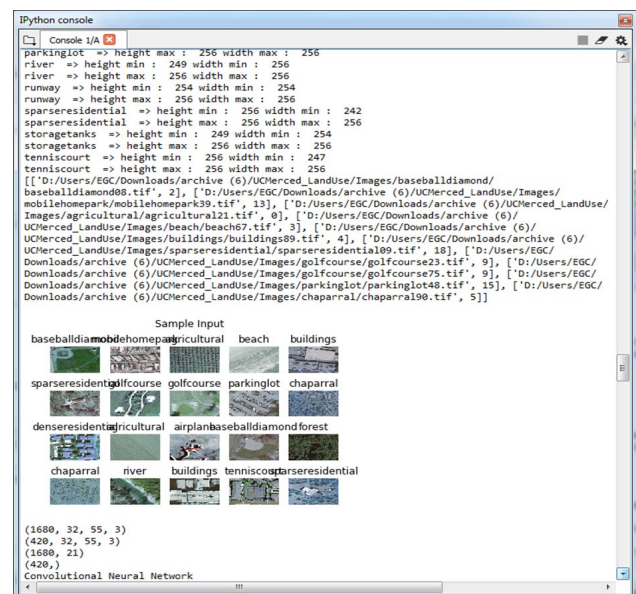 IPython console
Console 1/A
parkinglot  => height max :  256 width max :  256
river  => height min :  249 width min :  256
river  => height max :  256 width max :  256
runway  => height min :  254 width min :  254
runway  => height max :  256 width max :  256
sparseresidential  => height min :  256 width min :  242
sparseresidential  => height max :  256 width max :  256
storagetanks  => height min :  249 width min :  254
tenniscourt  => height min :  256 width min :  247
tenniscourt  => height max :  256 width max :  256
[['D:/Users/EGC/Downloads/archive (6)/UCMerced_LandUse/Images/baseballdiamond/
baseballdiamond08.tif', 2], ['D:/Users/EGC/Downloads/archive (6)/UCMerced_LandUse/Images/
mobilehomepark/mobilehomepark39.tif', 13], ['D:/Users/EGC/Downloads/archive (6)/UCMerced_LandUse/
Images/agricultural/agricultural21.tif', 0], ['D:/Users/EGC/Downloads/archive (6)/
UCMerced_LandUse/Images/beach/beach67.tif', 3], ['D:/Users/EGC/Downloads/archive (6)/
UCMerced_LandUse/Images/buildings/buildings89.tif', 4], ['D:/Users/EGC/Downloads/archive (6)/
UCMerced_LandUse/Images/sparseresidential/sparseresidential09.tif', 18], ['D:/Users/EGC/
Downloads/archive (6)/UCMerced_LandUse/Images/golfcourse/golfcourse23.tif', 9], ['D:/Users/EGC/
Downloads/archive (6)/UCMerced_LandUse/Images/golfcourse/golfcourse75.tif', 9], ['D:/Users/EGC/
Downloads/archive (6)/UCMerced_LandUse/Images/parkinglot/parkinglot48.tif', 15], ['D:/Users/EGC/
Downloads/archive (6)/UCMerced_LandUse/Images/chaparral/chaparral90.tif', 5]]
Sample Input
baseballdiamond mobilehomepark agricultural beach buildings
sparseresidential golfcourse golfcourse parkinglot chaparral
denseresidential agricultural airplane baseballdiamond forest
chaparral river buildings tenniscourt sparseresidential
(1680, 32, 55, 3)
(420, 32, 55, 3)
(1680, 21)
(420,)
Convolutional Neural Network